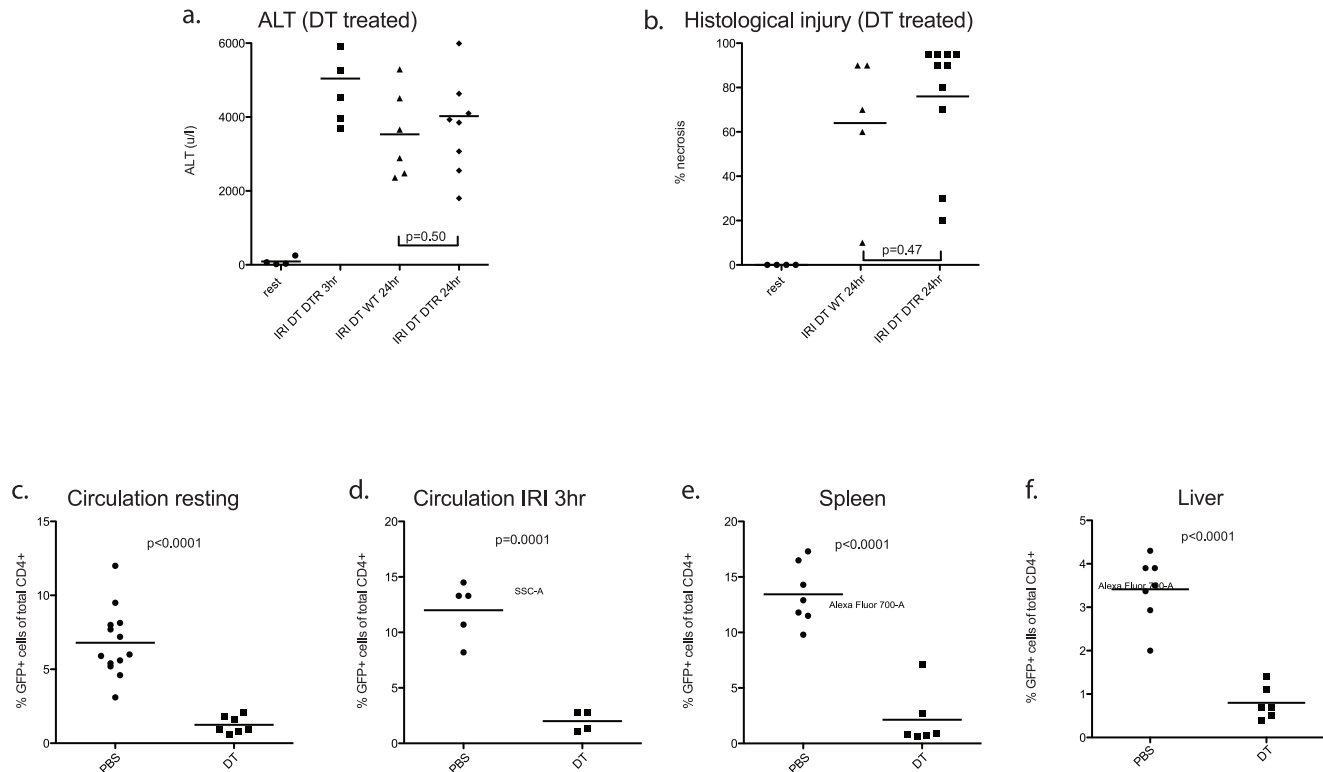 a. ALT (DT treated)
ALT (u/l)
6000
4000
2000
0
p=0.50
rest
IRI DT DTR 3hr
IRI DT WT 24hr
IRI DT DTR 24hr
b. Histological injury (DT treated)
% necrosis
100
80
60
40
20
0
p=0.47
rest
IRI DT WT 24hr
IRI DT DTR 24hr
c. Circulation resting
% GFP+ cells of total CD4+
15
10
5
0
p<0.0001
PBS
DT
d. Circulation IRI 3hr
% GFP+ cells of total CD4+
20
15
10
5
0
p=0.0001
SSC-A
PBS
DT
e. Spleen
% GFP+ cells of total CD4+
20
15
10
5
0
p<0.0001
Alexa Fluor 700-A
PBS
DT
f. Liver
% GFP+ cells of total CD4+
5
4
3
2
1
0
p<0.0001
Alexa Fluor 700-A
PBS
DT